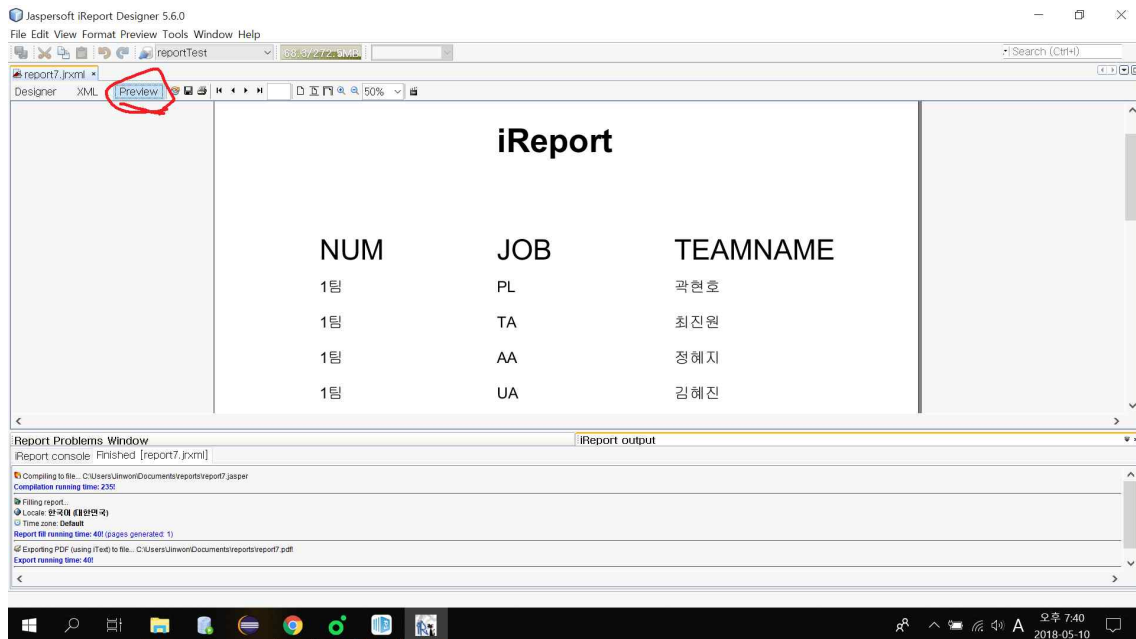 Jaspersoft iReport Designer 5.6.0
File Edit View Format Preview Tools Window Help
reportTest
Search (Ctrl+I)
report7.jrxml
Designer XML Preview 50%
iReport
NUM JOB TEAMNAME
1팀 PL 곽현호
1팀 TA 최진원
1팀 AA 정혜지
1팀 UA 김혜진
Report Problems Window iReport output
iReport console Finished [report7.jrxml]
Compiling to file... C:\Users\Jinwon\Documents\reports\report7.jasper
Compilation running time: 235!
Filling report...
Locale: 한국어 (대한민국)
Time zone: Default
Report fill running time: 40! (pages generated: 1)
Exporting PDF (using iText) to file... C:\Users\Jinwon\Documents\reports\report7.pdf!
Export running time: 40!
A 오후 7:40
2018-05-10